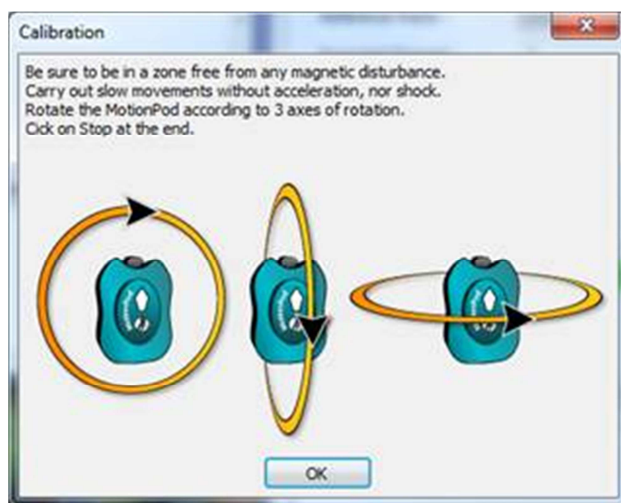 Calibration
Be sure to be in a zone free from any magnetic disturbance.
Carry out slow movements without acceleration, nor shock.
Rotate the MotionPod according to 3 axes of rotation.
Cick on Stop at the end.
OK